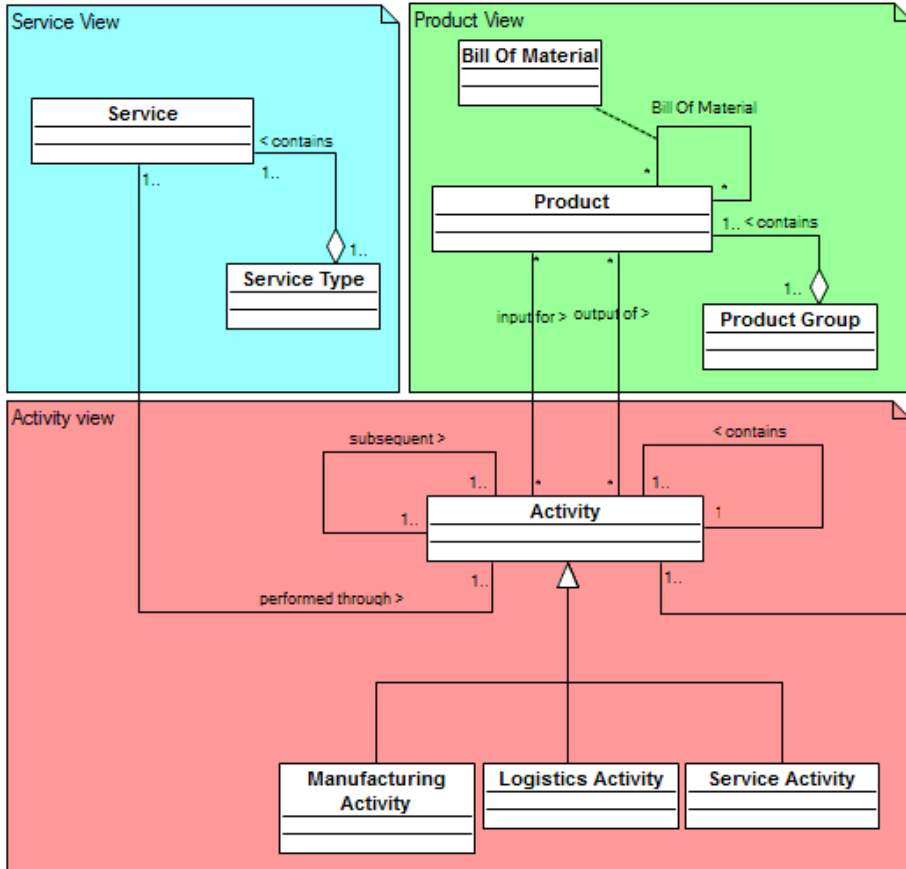 Service View
Service
< contains
1..
1..
1..
Service Type
Product View
Bill Of Material
Bill Of Material
*
*
Product
1.. < contains
*
*
input for >
output of >
1..
Product Group
Activity view
subsequent >
< contains
1..
*
*
1..
Activity
1..
1
1..
1..
performed through >
Manufacturing
Activity
Logistics Activity
Service Activity